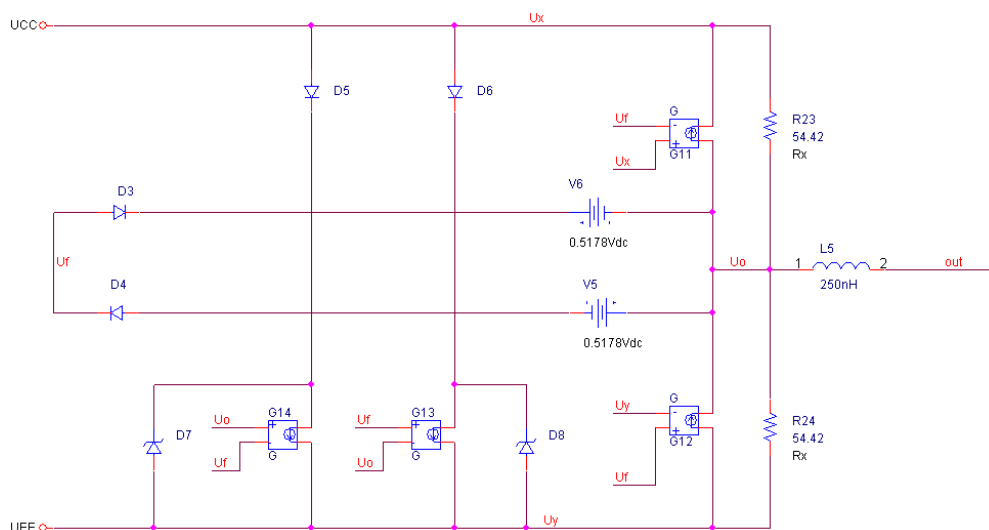 UCC
Ux
D5
D6
G
Uf
- 
+
G11
Ux
R23
54.42
Rx
D3
V6
0.5178Vdc
Uf
Uo
L5
1
2
out
250nH
D4
V5
0.5178Vdc
D7
Uo
G14
+
-
G
Uf
Uf
G13
+
-
G
Uo
D8
Uy
G
-
+
G12
Uf
R24
54.42
Rx
UEE
Uy